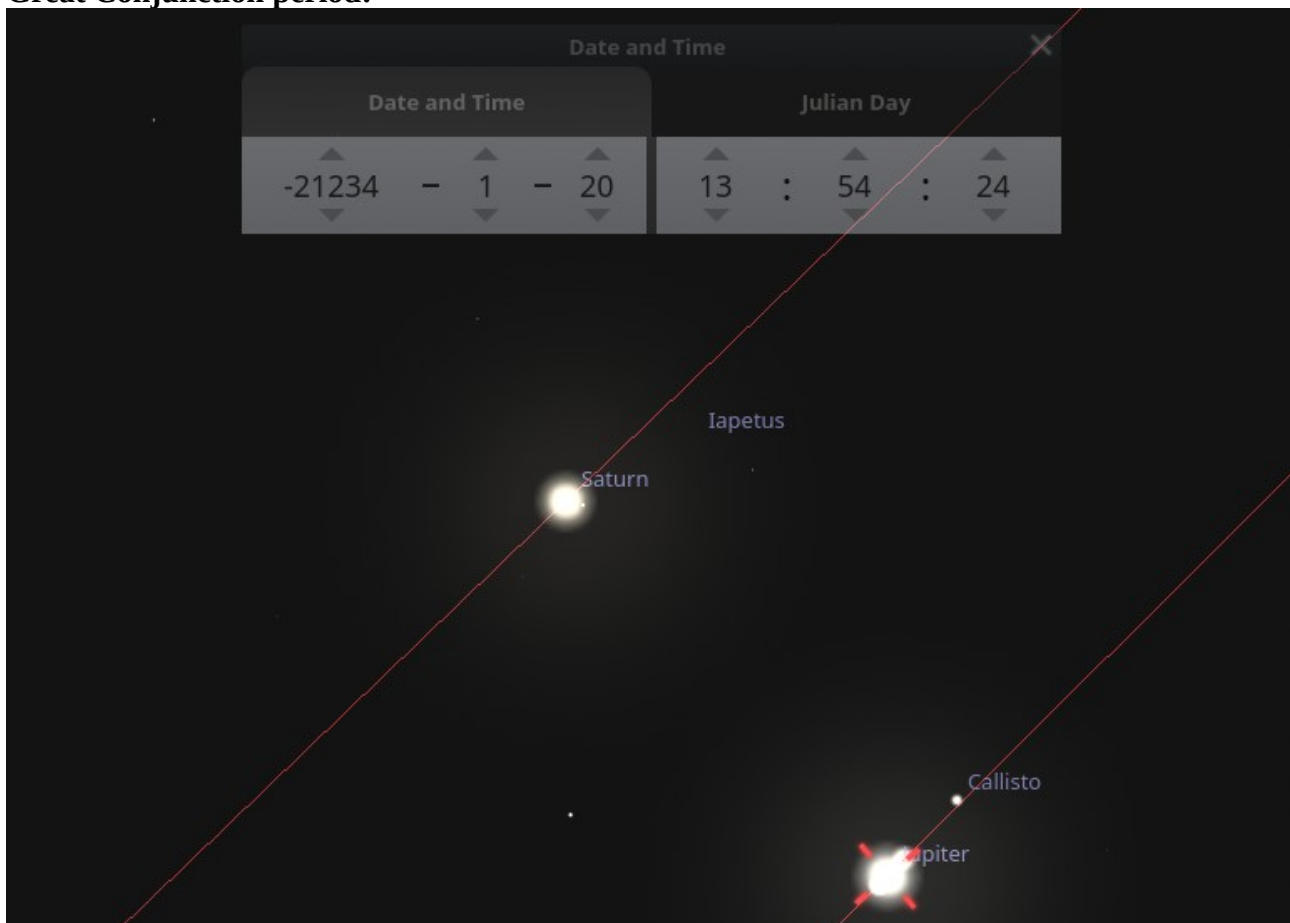 Great Conjunction period.
Date and Time ×
Date and Time Julian Day
-21234 - 1 - 20 13 : 54 : 24
Iapetus
Saturn
Callisto
Jupiter